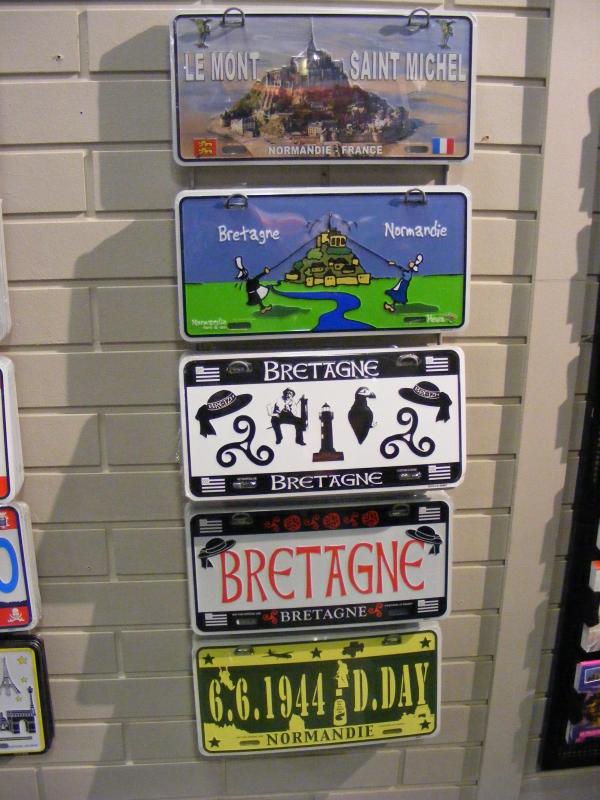 LE MONT SAINT MICHEL
NORMANDIE - FRANCE
Bretagne Normandie
BRETAGNE
BRETAGNE
BRETAGNE
BRETAGNE
6.6.1944 D.DAY
NORMANDIE